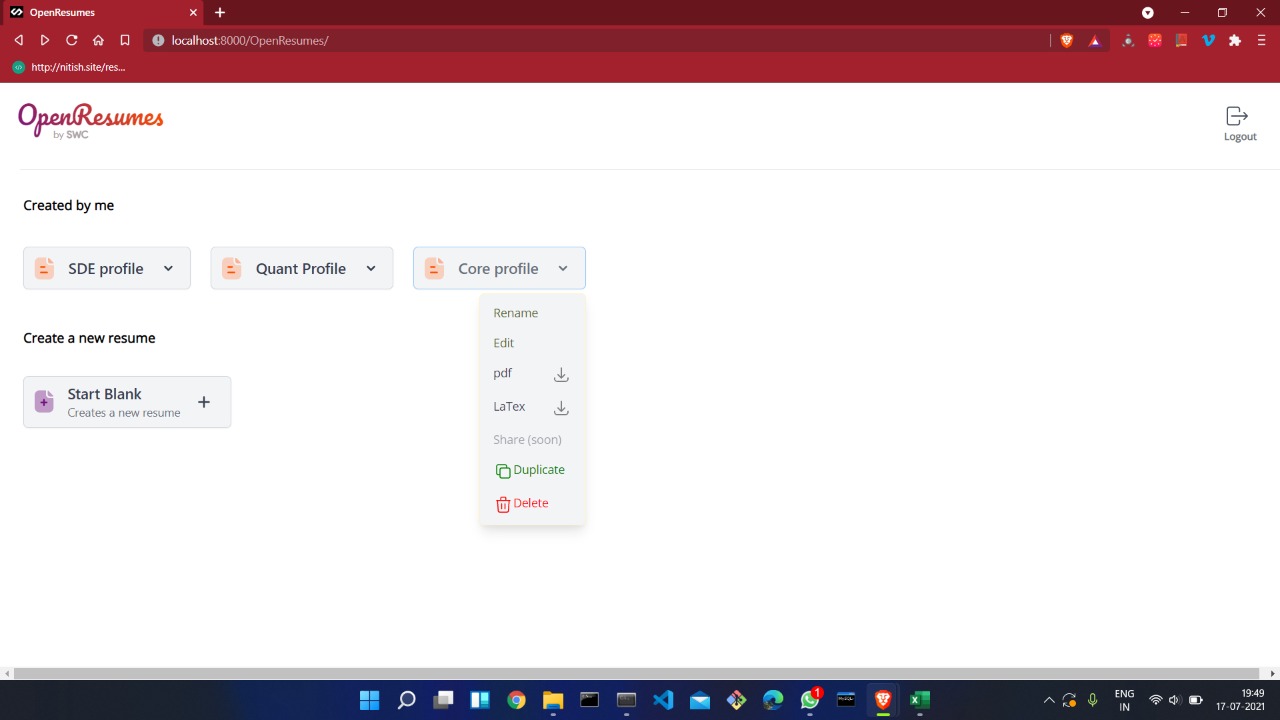 OpenResumes
localhost:8000/OpenResumes/
http://nitish.site/res...
OpenResumes
by SWC
Logout
Created by me
SDE profile
Quant Profile
Core profile
Rename
Edit
pdf
LaTex
Share (soon)
Duplicate
Delete
Create a new resume
Start Blank
Creates a new resume
1
ENG
IN
19:49
17-07-2021